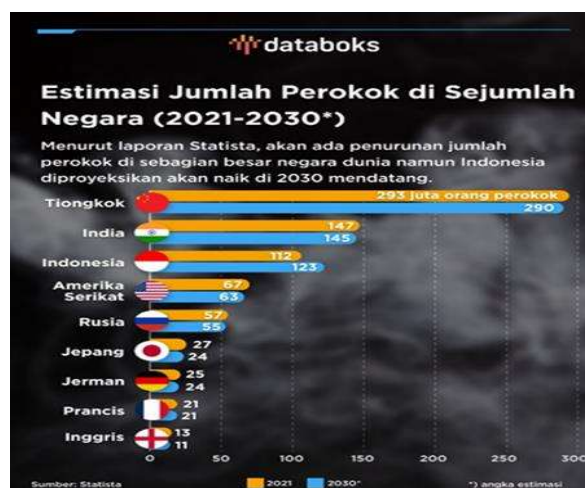 databoks
Estimasi Jumlah Perokok di Sejumlah
Negara (2021-2030*)
Menurut laporan Statista, akan ada penurunan jumlah
perokok di sebagian besar negara dunia namun Indonesia
diproyeksikan akan naik di 2030 mendatang.
Tiongkok
293 juta orang perokok
290
India
147
145
Indonesia
112
123
Amerika
Serikat
67
63
Rusia
57
55
Jepang
27
24
Jerman
25
24
Prancis
21
21
Inggris
13
11
0 50 100 150 200 250 300
Sumber: Statista 2021 2030* *) angka estimasi